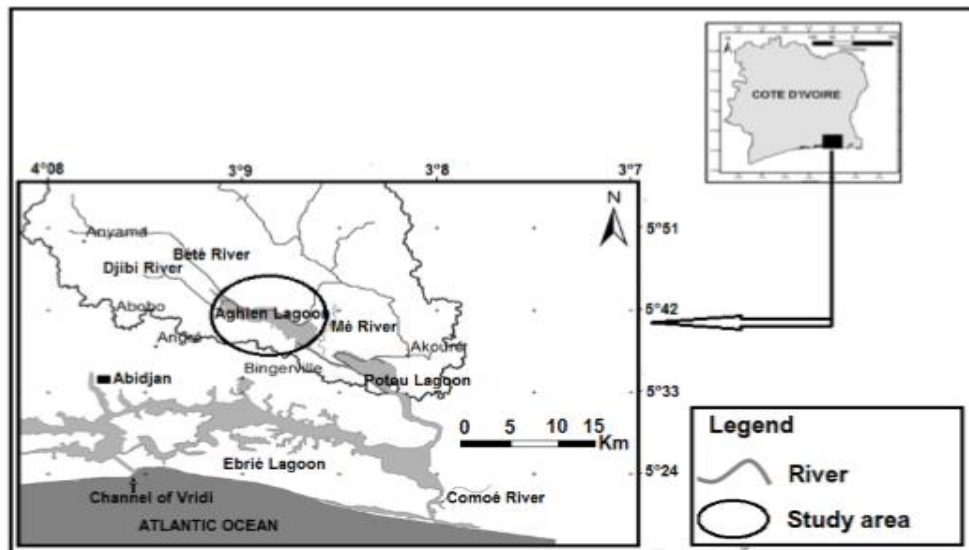 COTE D'IVOIRE
4°08
3°9
3°8
3°7
N
5°51
Anyama
Bété River
Djibi River
5°42
Abobo
Aghien Lagoon
Mé River
Angré
Akouré
Bingerville
Potou Lagoon
Abidjan
5°33
0 5 10 15
Km
Legend
River
Study area
Ebrié Lagoon
5°24
Channel of Vridi
Comoé River
ATLANTIC OCEAN